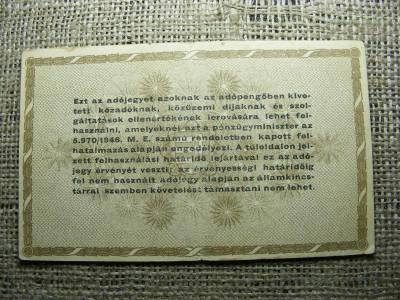 Ezt az adójegyet azoknak az adópengőben kive-
tett közadóknak, közüzemi díjaknak és szol-
gáltatások ellenértékének lerovására lehet fel-
használni, amelyeknél ezt a pénzügyminiszter az
5.970/1946. M. E. számú rendeletben kapott fel-
hatalmazás alapján engedélyezi. A túloldalon jel-
zett felhasználási határidő lejártával ez az adó-
jegy érvényét veszti; az érvényességi határidőig
fel nem használt adójegy alapján az államkincs-
tárral szemben követelést támasztani nem lehet.